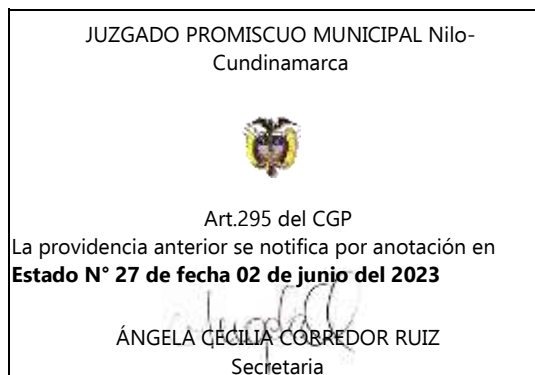 JUZGADO PROMISCUO MUNICIPAL Nilo-
Cundinamarca
Art.295 del CGP
La providencia anterior se notifica por anotación en
Estado N° 27 de fecha 02 de junio del 2023
ÁNGELA CECILIA CORREDOR RUIZ
Secretaria